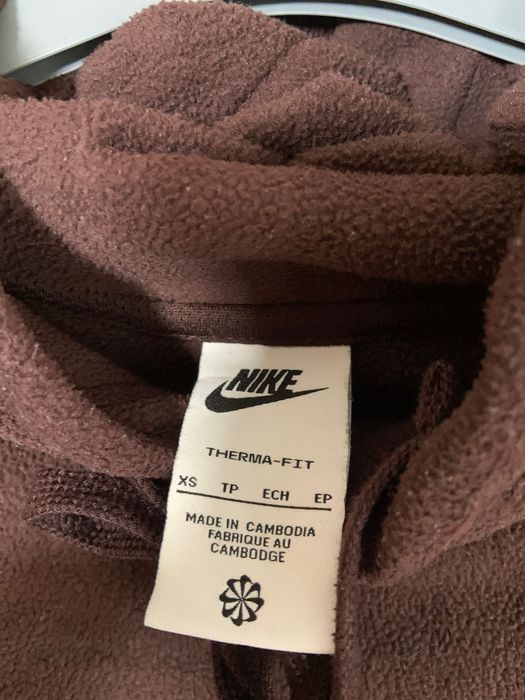 NIKE
THERMA-FIT
XS TP ECH EP
MADE IN CAMBODIA
FABRIQUE AU
CAMBODGE